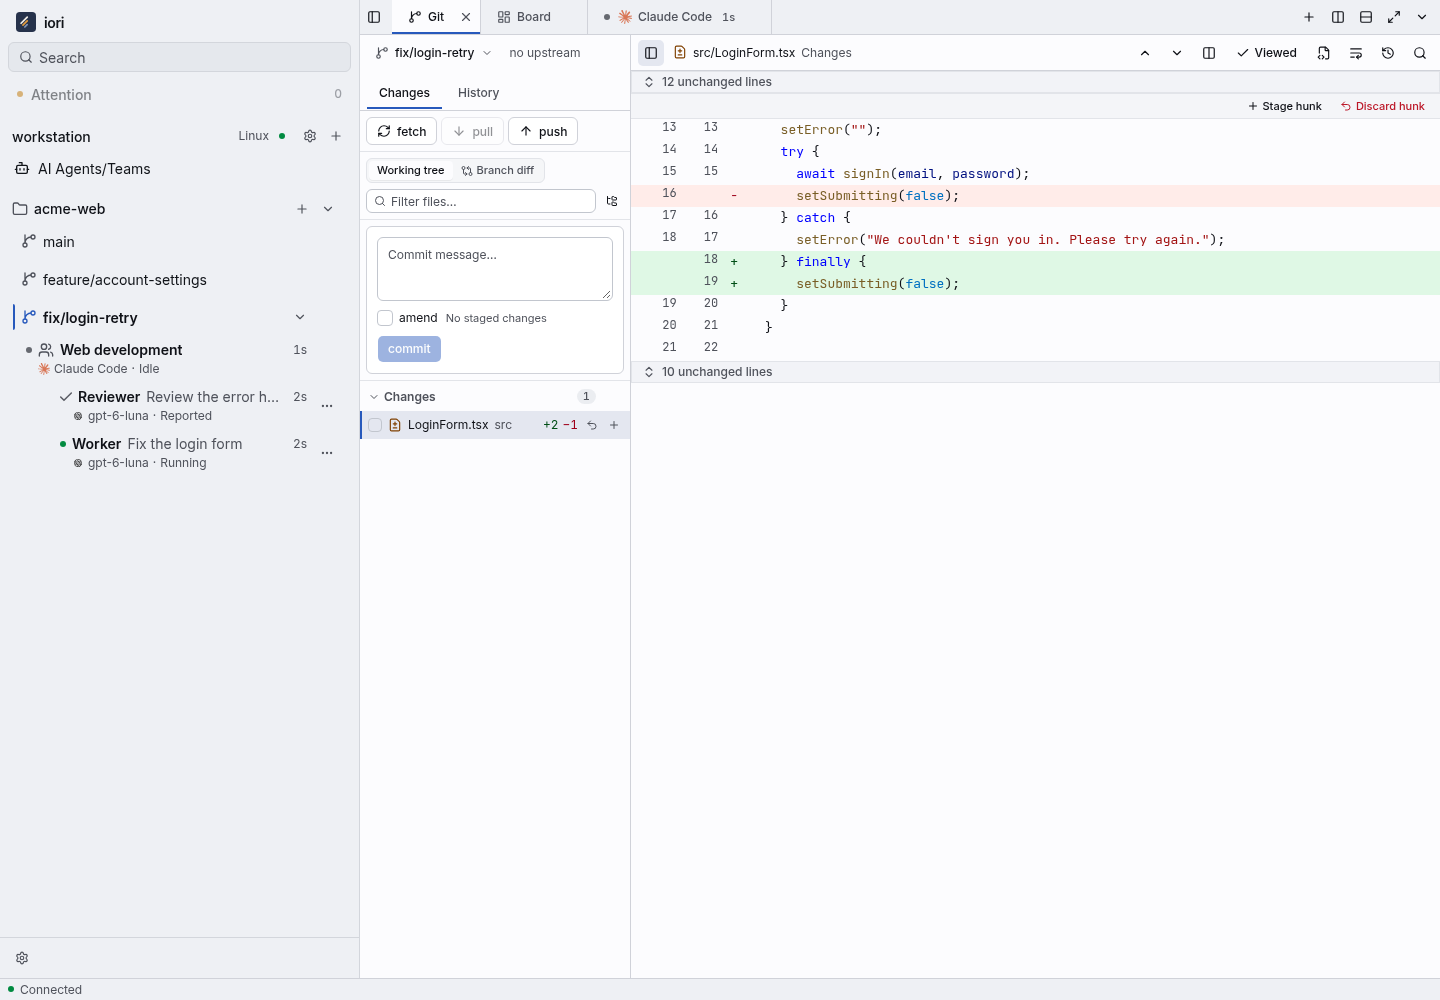 iori
Search
Attention 0
workstation Linux
AI Agents/Teams
acme-web
main
feature/account-settings
fix/login-retry
Web development 1s
Claude Code · Idle
Reviewer Review the error h... 2s
gpt-6-luna · Reported
Worker Fix the login form 2s
gpt-6-luna · Running
Connected
Git
Board
Claude Code 1s
fix/login-retry no upstream
Changes History
fetch pull push
Working tree Branch diff
Filter files...
Commit message...
amend No staged changes
commit
Changes 1
LoginForm.tsx src +2 −1
src/LoginForm.tsx Changes
Viewed
12 unchanged lines
Stage hunk Discard hunk
13 13 setError("");
14 14 try {
15 15 await signIn(email, password);
16 - setSubmitting(false);
17 16 } catch {
18 17 setError("We couldn't sign you in. Please try again.");
18 + } finally {
19 + setSubmitting(false);
19 20 }
20 21 }
21 22
10 unchanged lines